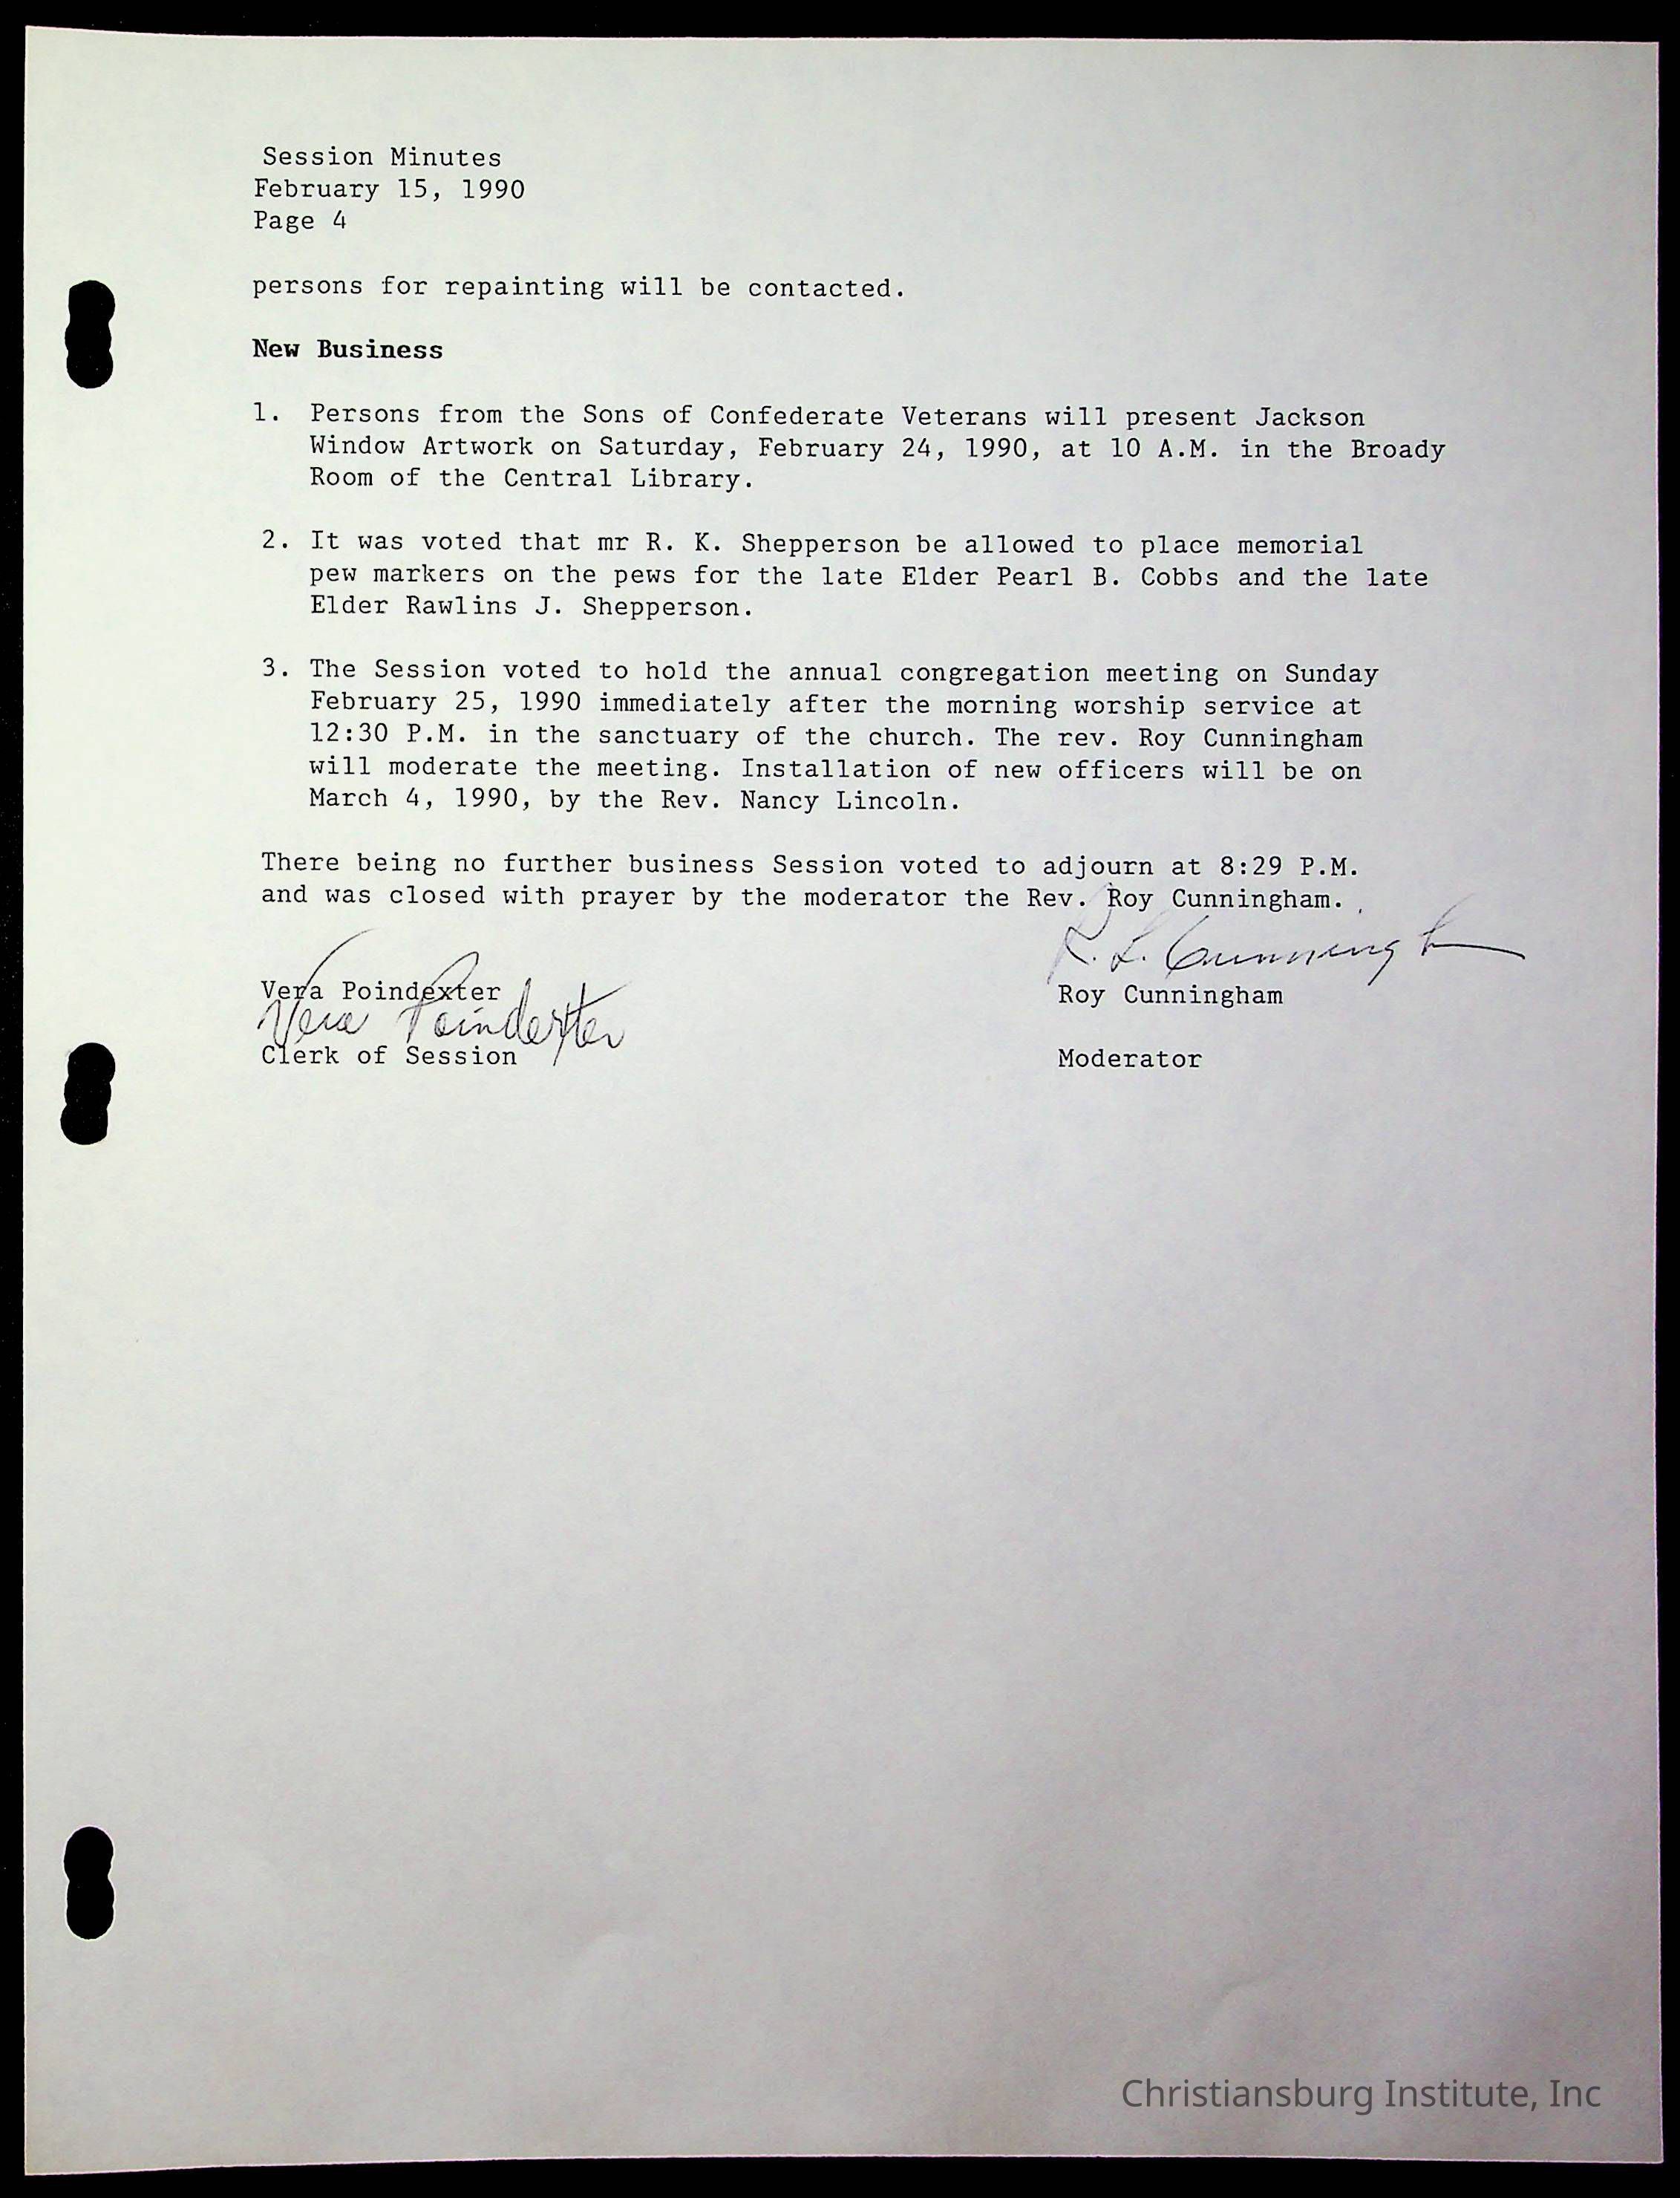 Session Minutes
February 15, 1990
Page 4
persons for repainting will be contacted.
New Business
1. Persons from the Sons of Confederate Veterans will present Jackson
Window Artwork on Saturday, February 24, 1990, at 10 A.M. in the Broady
Room of the Central Library.
2. It was voted that mr R. K. Shepperson be allowed to place memorial
pew markers on the pews for the late Elder Pearl B. Cobbs and the late
Elder Rawlins J. Shepperson.
3. The Session voted to hold the annual congregation meeting on Sunday
February 25, 1990 immediately after the morning worship service at
12:30 P.M. in the sanctuary of the church. The rev. Roy Cunningham
will moderate the meeting. Installation of new officers will be on
March 4, 1990, by the Rev. Nancy Lincoln.
There being no further business Session voted to adjourn at 8:29 P.M.
and was closed with prayer by the moderator the Rev. Roy Cunningham.
R. L. Cunningham
Vera Poindexter
Roy Cunningham
Vera Poindexter
Clerk of Session
Moderator
Christiansburg Institute, Inc